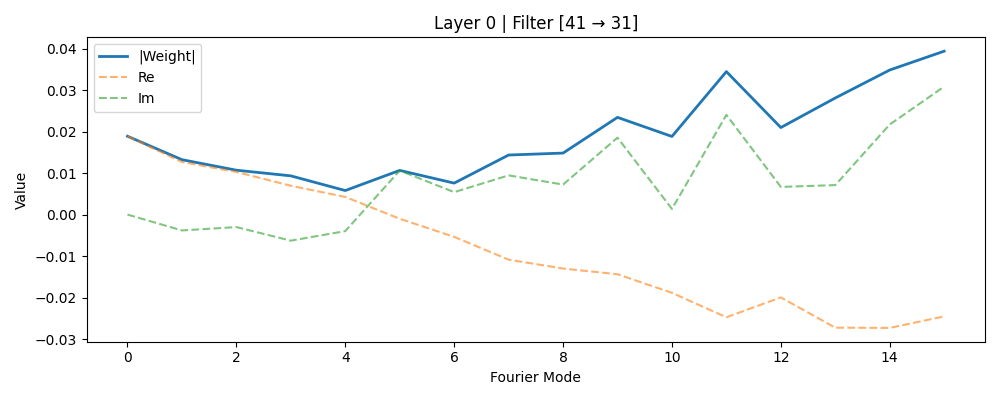 Layer 0 | Filter [41 → 31]
|Weight|
Re
Im
Value
0.04
0.03
0.02
0.01
0.00
−0.01
−0.02
−0.03
0 2 4 6 8 10 12 14
Fourier Mode